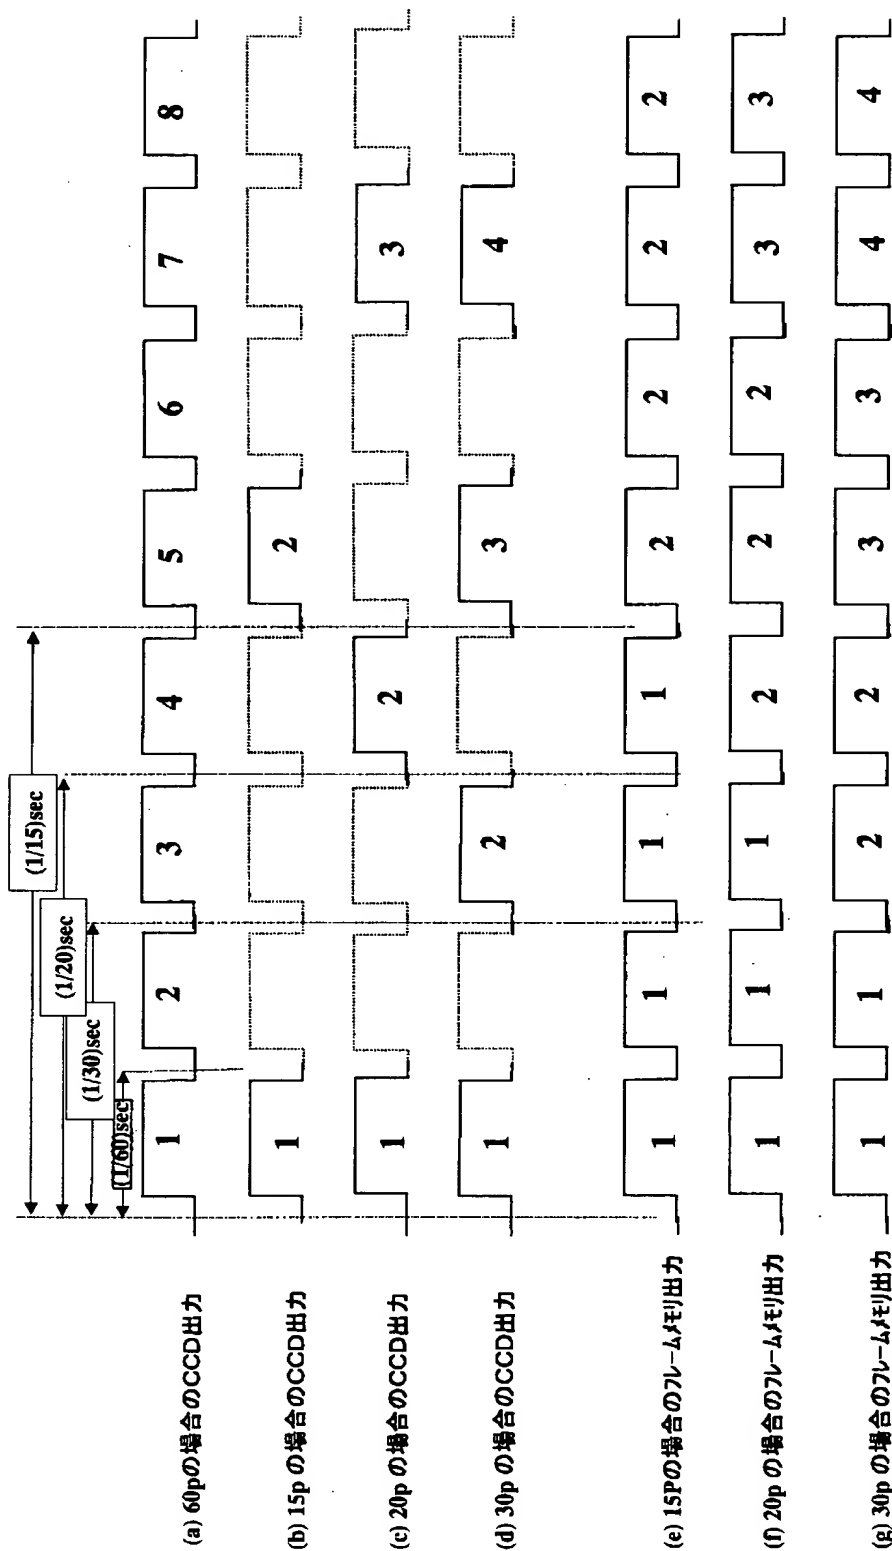 (1/15)sec
(1/20)sec
(1/30)sec
(1/60)sec
(a) 60pの場合のCCD出力
1 2 3 4 5 6 7 8
(b) 15p の場合のCCD出力
1 2
(c) 20p の場合のCCD出力
1 2 3
(d) 30p の場合のCCD出力
1 2 3 4
(e) 15Pの場合のフレームメモリ出力
1 1 1 1 2 2 2 2
(f) 20p の場合のフレームメモリ出力
1 1 1 2 2 2 3 3
(g) 30p の場合のフレームメモリ出力
1 1 2 2 3 3 4 4